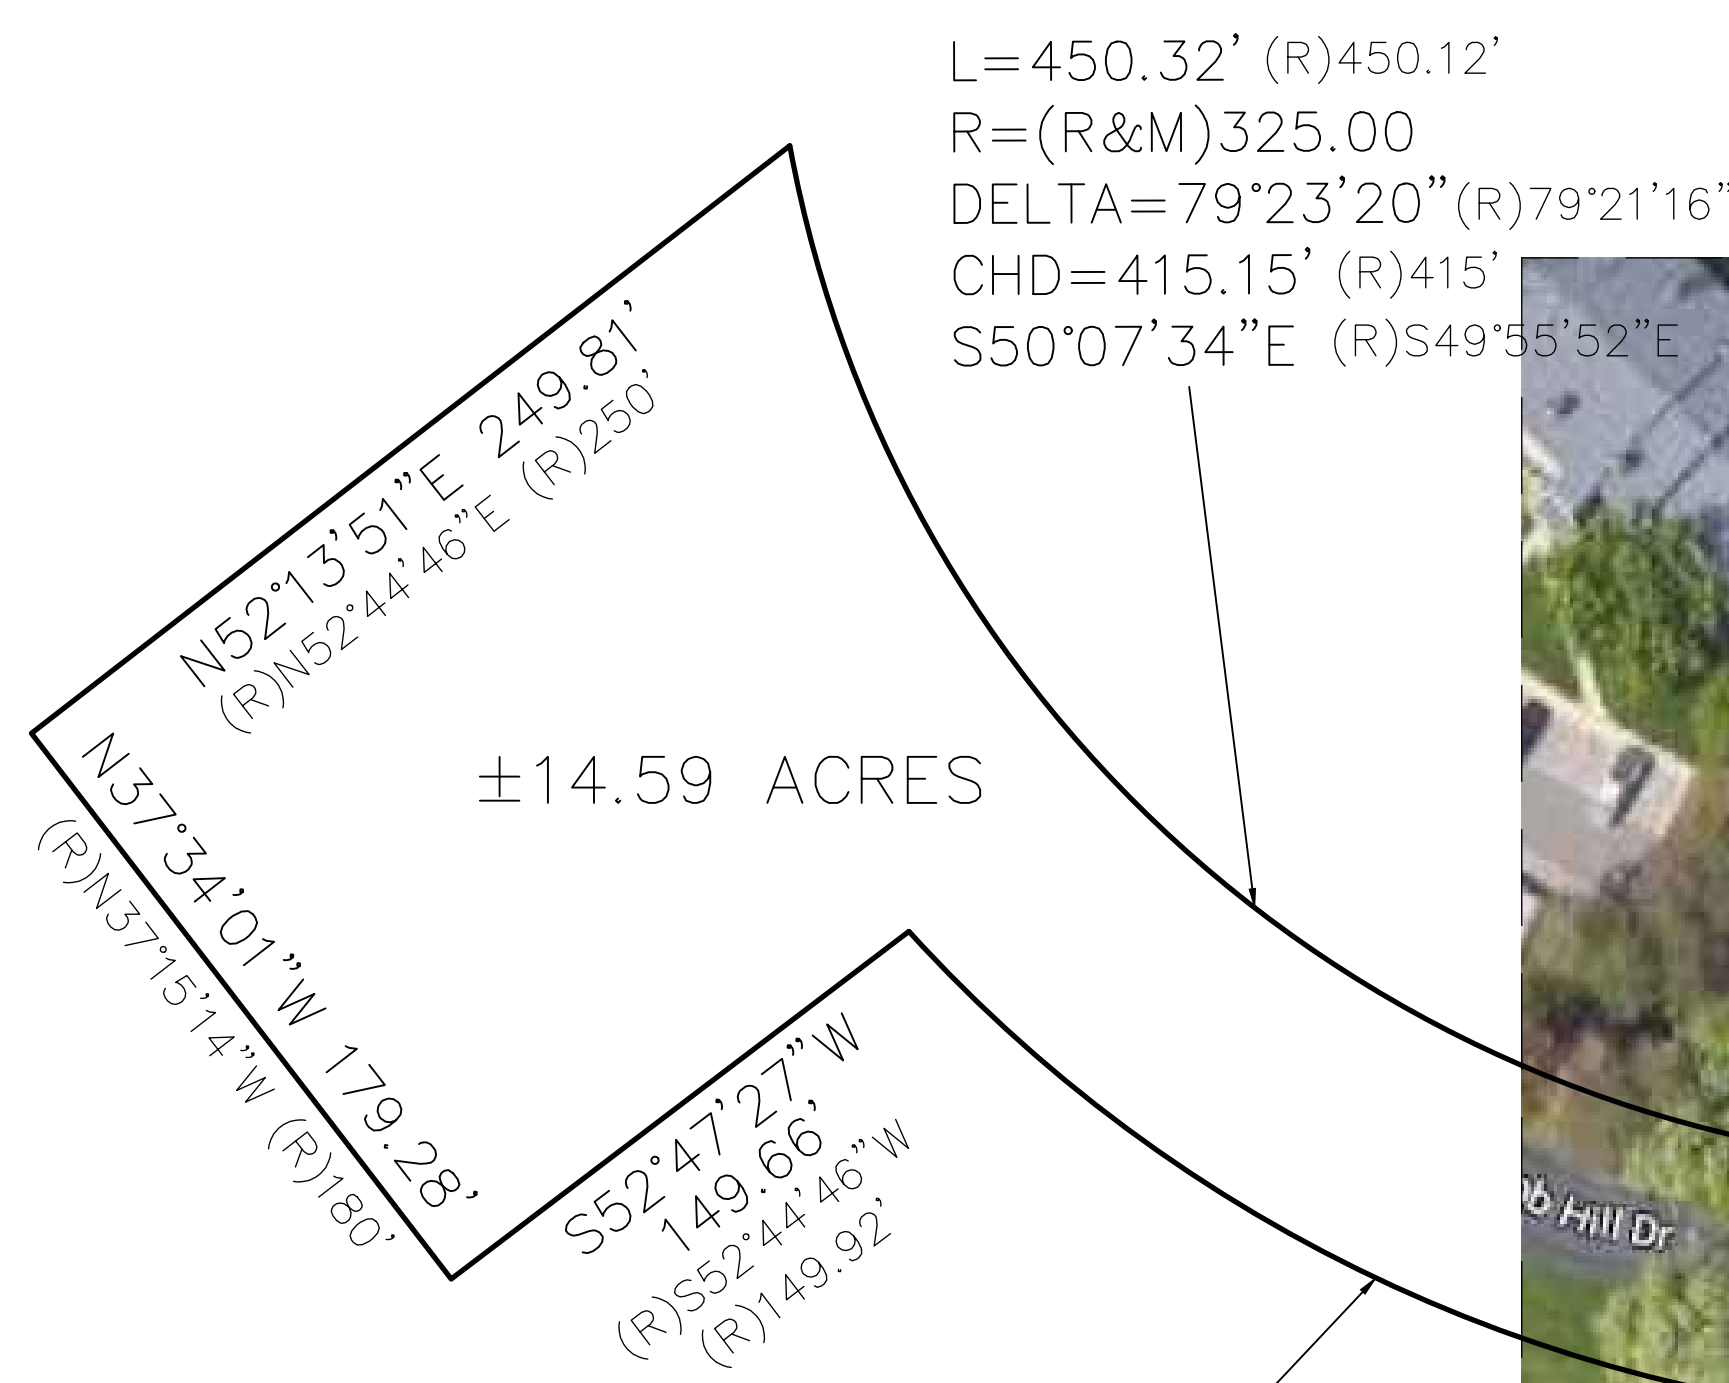 L=450.32' (R)450.12'
R=(R&M)325.00
DELTA=79°23'20"(R)79°21'16"
CHD=415.15' (R)415'
S50°07'34"E (R)S49°55'52"E
N52°13'51"E 249.81'
(R)N52°44'46"E (R)250'
±14.59 ACRES
N37°34'01"W 179.28'
(R)N37°15'14"W (R)180'
S52°47'27"W
149.66'
(R)S52°44'46"W
(R)149.92'
Hill Dr